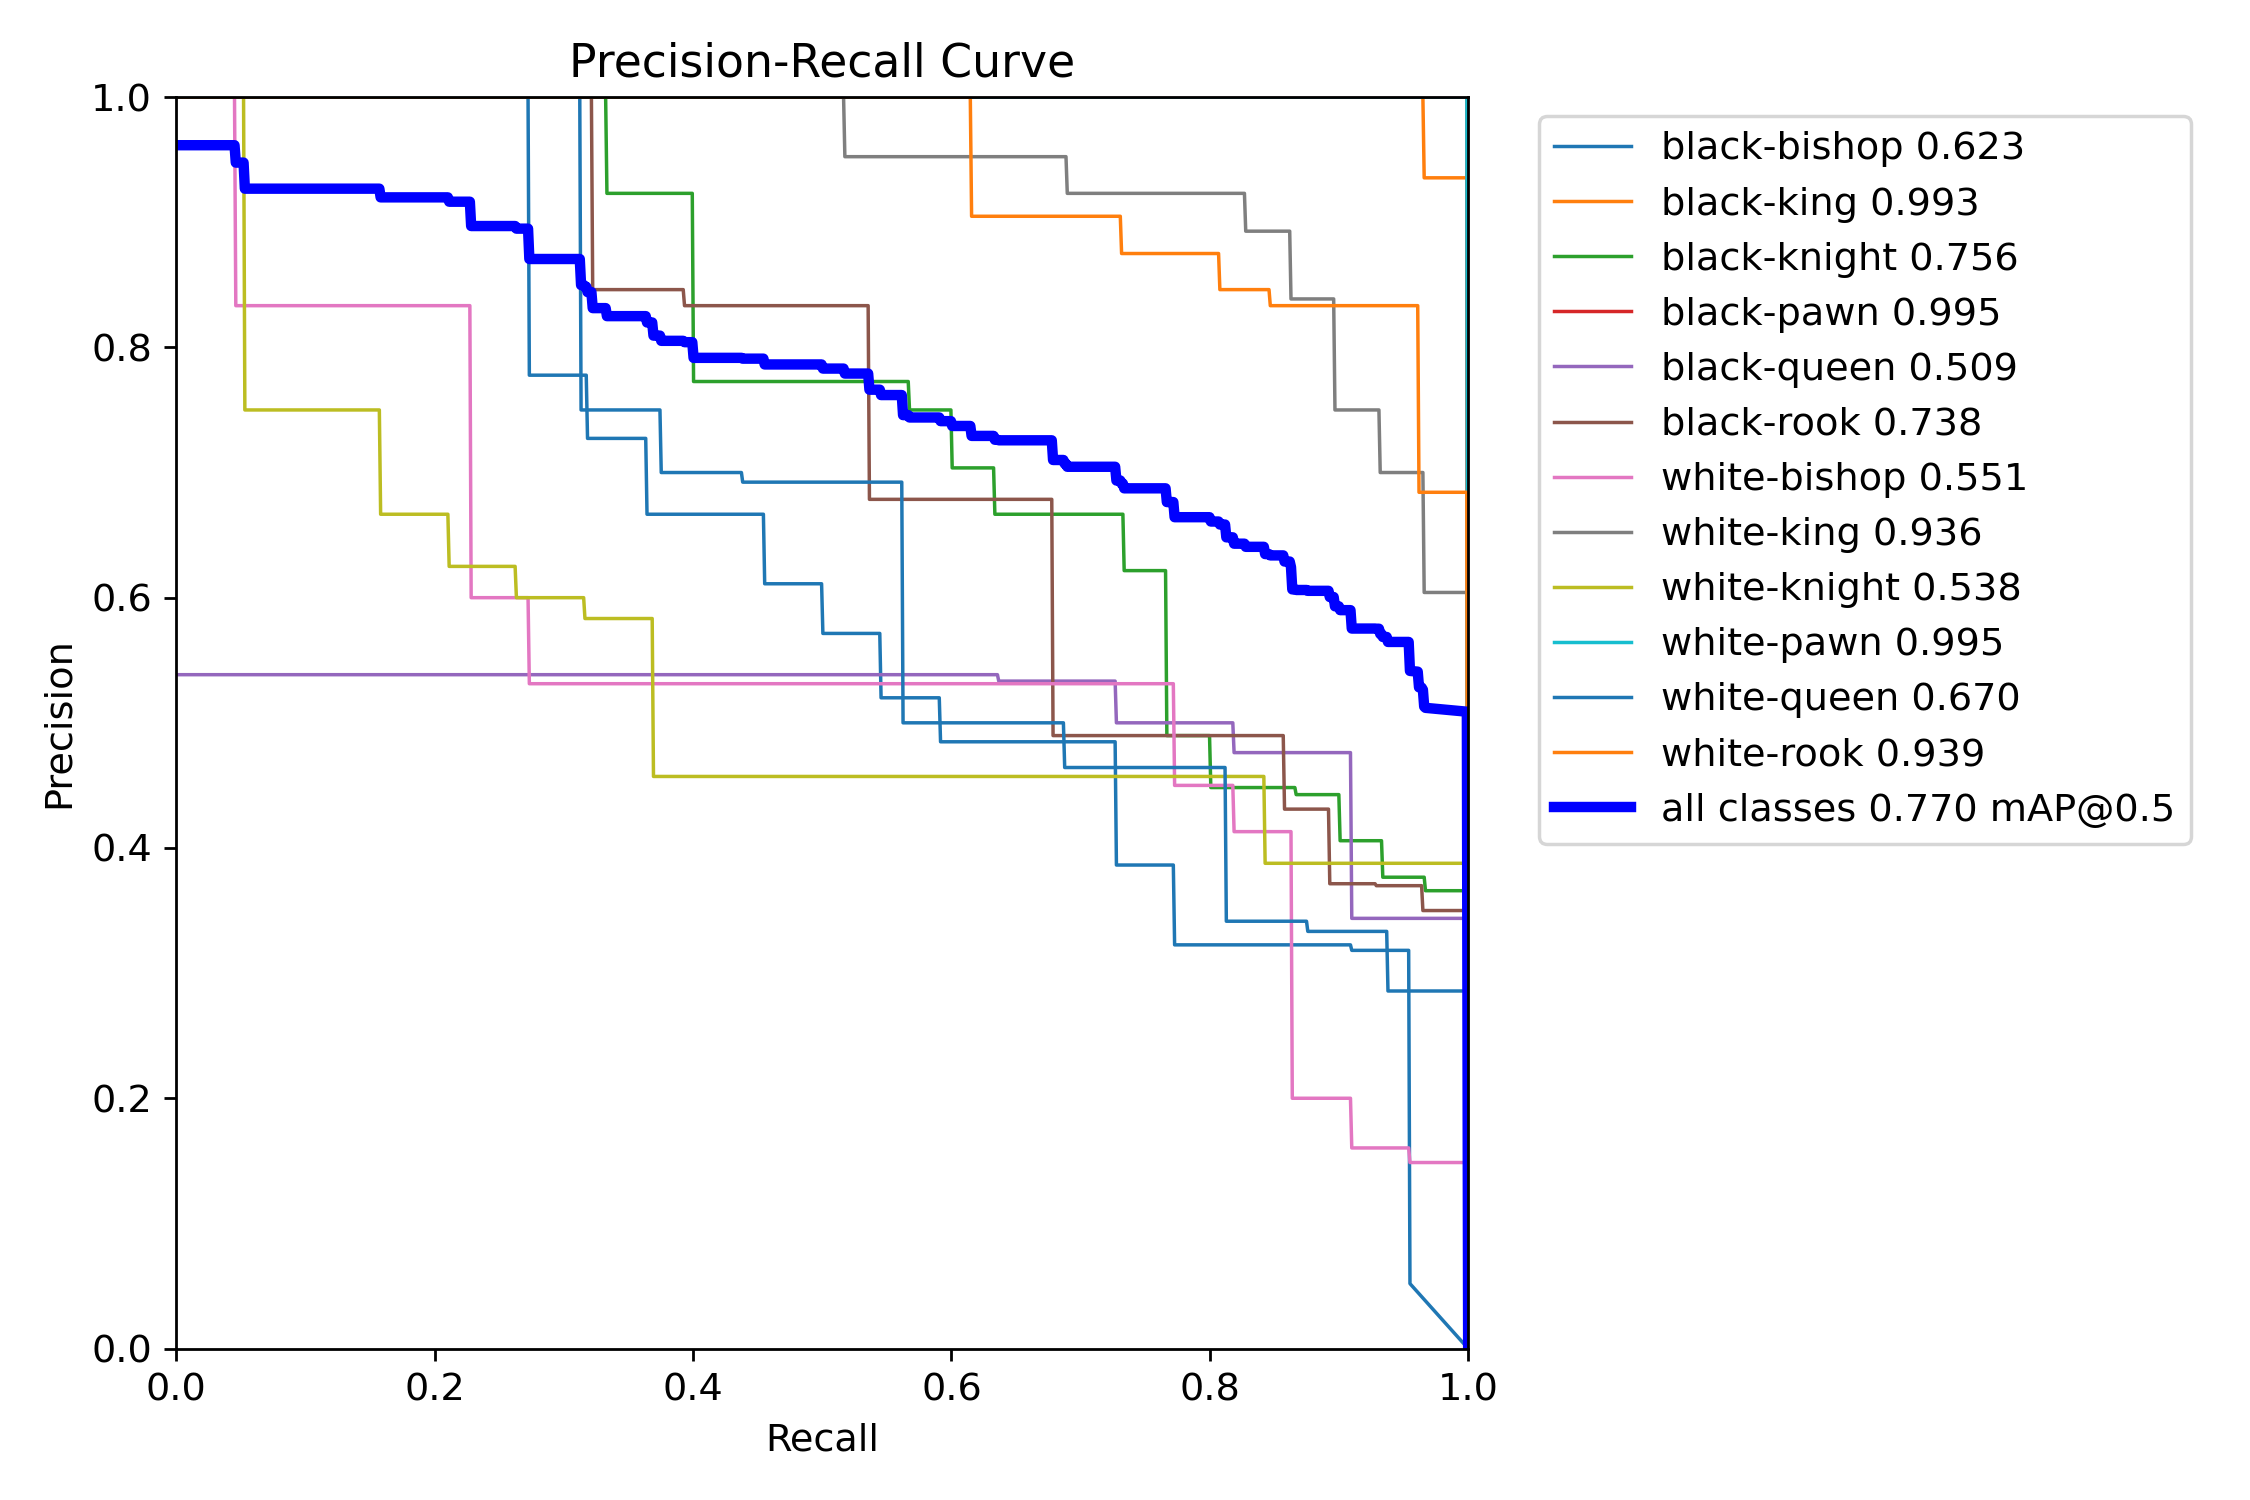 Precision-Recall Curve
1.0
0.8
0.6
0.4
0.2
0.0
Precision
0.0 0.2 0.4 0.6 0.8 1.0
Recall
black-bishop 0.623
black-king 0.993
black-knight 0.756
black-pawn 0.995
black-queen 0.509
black-rook 0.738
white-bishop 0.551
white-king 0.936
white-knight 0.538
white-pawn 0.995
white-queen 0.670
white-rook 0.939
all classes 0.770 mAP@0.5